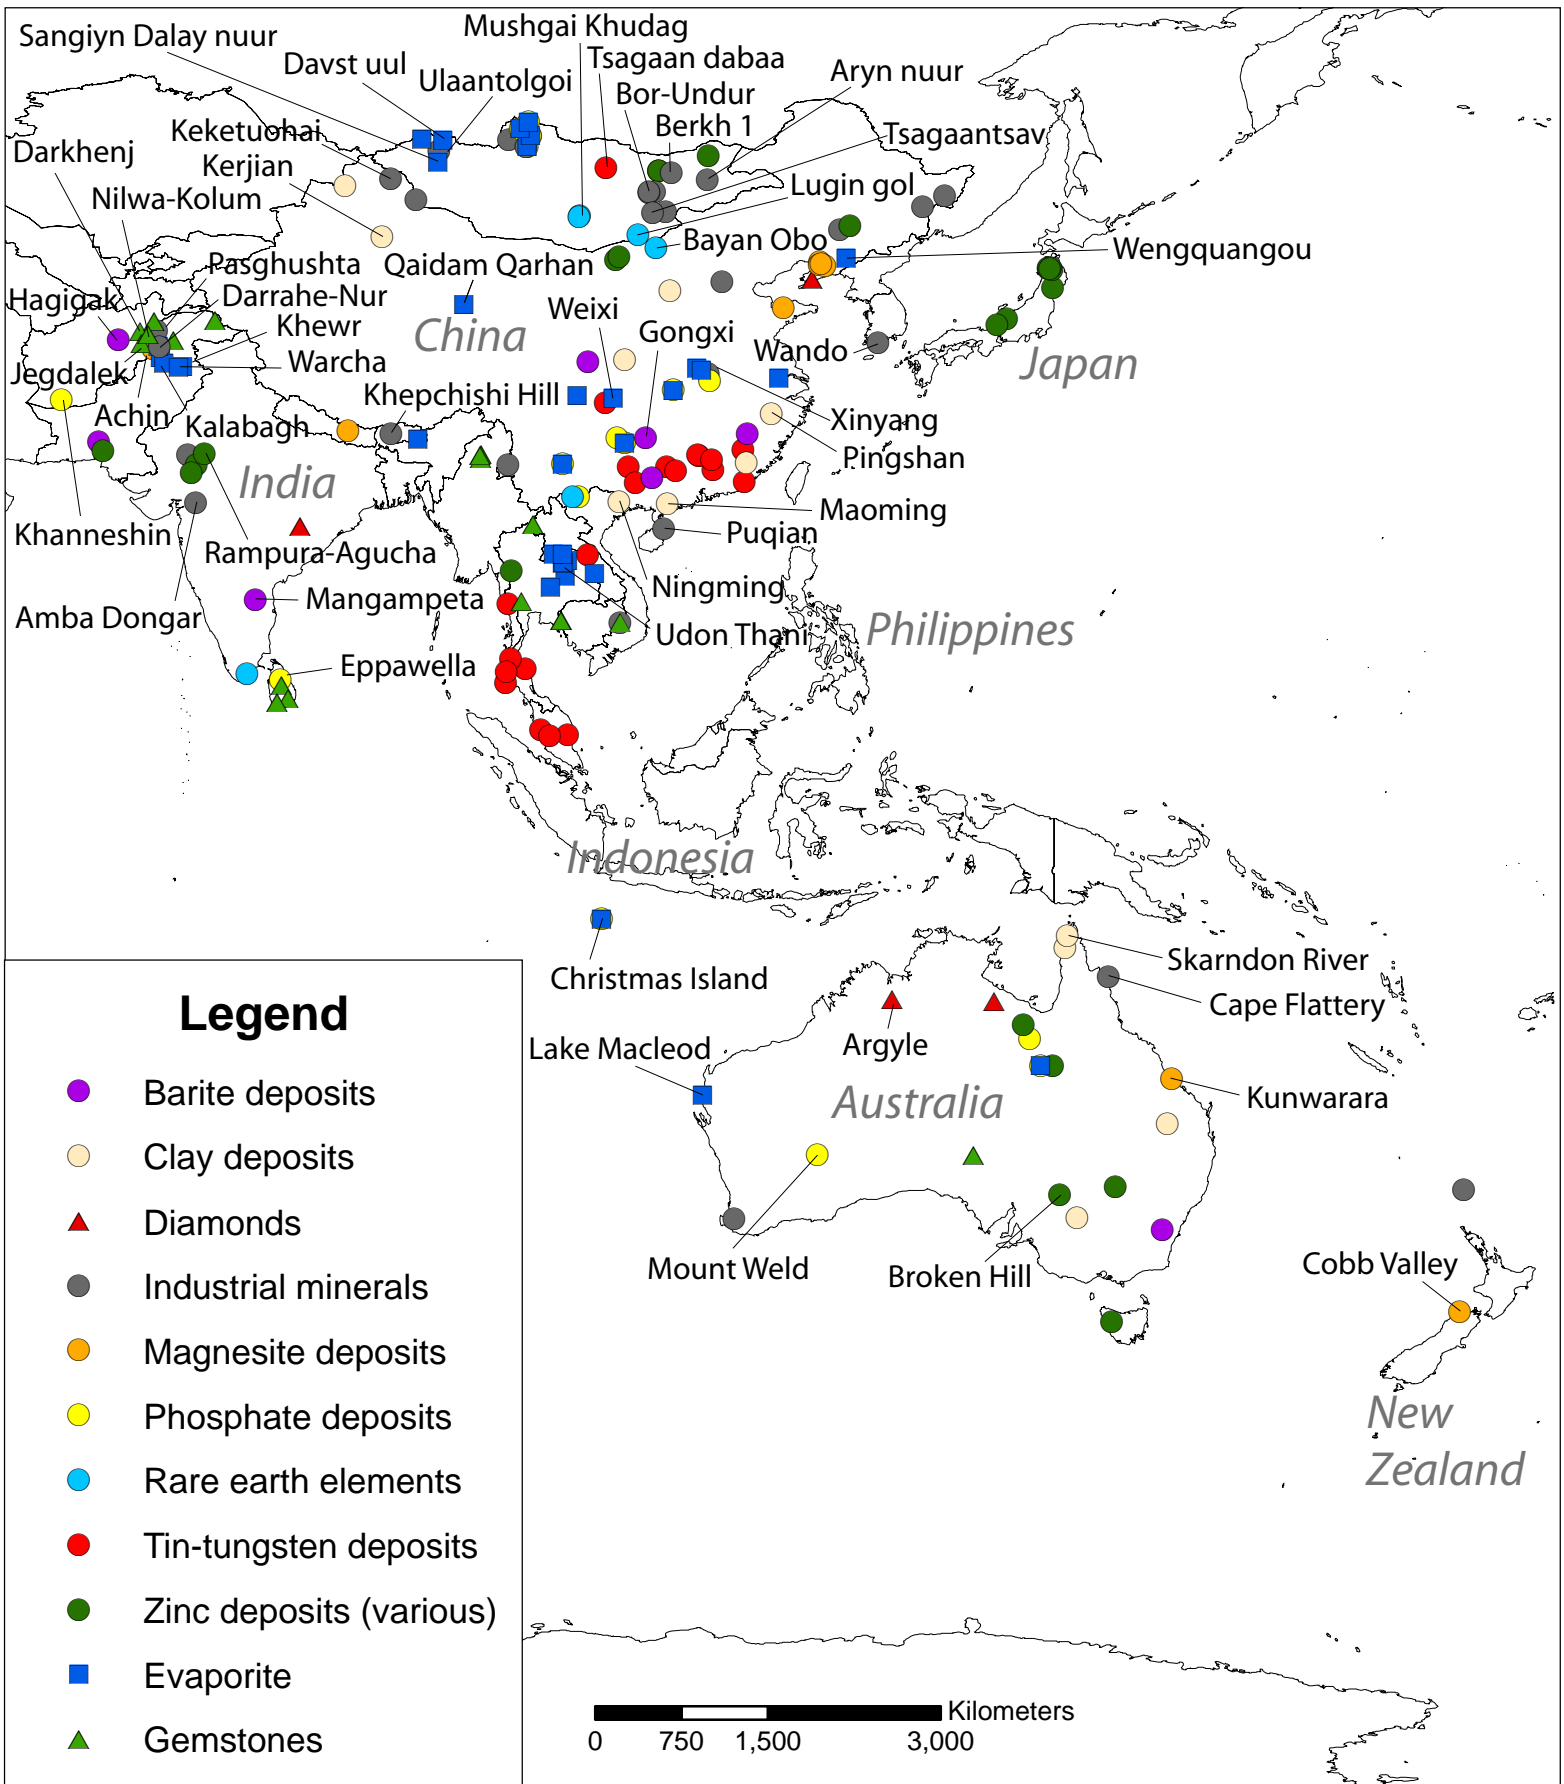 Mushgai Khudag
Sangiyn Dalay nuur
Davst uul
Tsagaan dabaa
Ulaantolgoi
Aryn nuur
Bor-Undur
Berkh 1
Keketuohai
Tsagaantsav
Darkhenj
Kerjian
Nilwa-Kolum
Lugin gol
Bayan Obo
Wengquangou
Pasghushta
Qaidam Qarhan
Hagigak
Darrahe-Nur
Weixi
Khewr
China
Gongxi
Wando
Warcha
Japan
Jegdalek
Khepchishi Hill
Achin
Kalabagh
Xinyang
Pingshan
India
Maoming
Khanneshin
Puqian
Rampura-Agucha
Ningming
Mangampeta
Amba Dongar
Udon Thani
Philippines
Eppawella
Indonesia
Christmas Island
Skarndon River
Cape Flattery
Lake Macleod
Argyle
Australia
Kunwarara
Mount Weld
Broken Hill
Cobb Valley
New
Zealand
Legend
Barite deposits
Clay deposits
Diamonds
Industrial minerals
Magnesite deposits
Phosphate deposits
Rare earth elements
Tin-tungsten deposits
Zinc deposits (various)
Evaporite
Gemstones
Kilometers
0 750 1,500 3,000